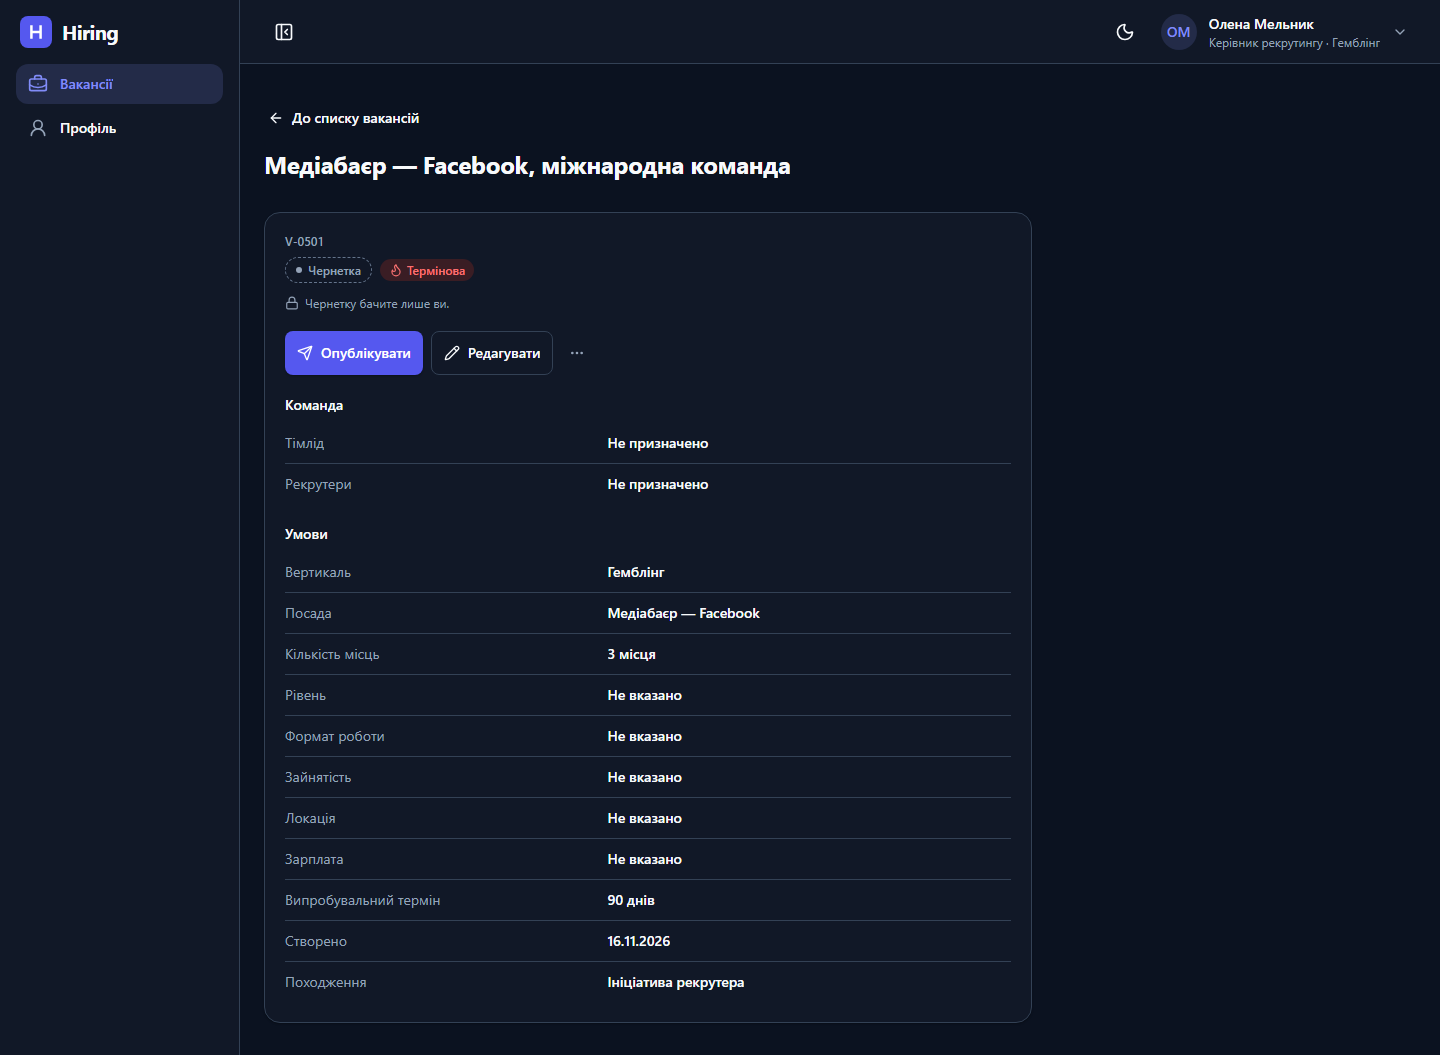 H Hiring
Вакансії
Профіль
ОМ
Олена Мельник
Керівник рекрутингу · Гемблінг
До списку вакансій
Медіабаєр — Facebook, міжнародна команда
V-0501
Чернетка
Термінова
Чернетку бачите лише ви.
Опублікувати
Редагувати
Команда
Тімлід Не призначено
Рекрутери Не призначено
Умови
Вертикаль Гемблінг
Посада Медіабаєр — Facebook
Кількість місць 3 місця
Рівень Не вказано
Формат роботи Не вказано
Зайнятість Не вказано
Локація Не вказано
Зарплата Не вказано
Випробувальний термін 90 днів
Створено 16.11.2026
Походження Ініціатива рекрутера